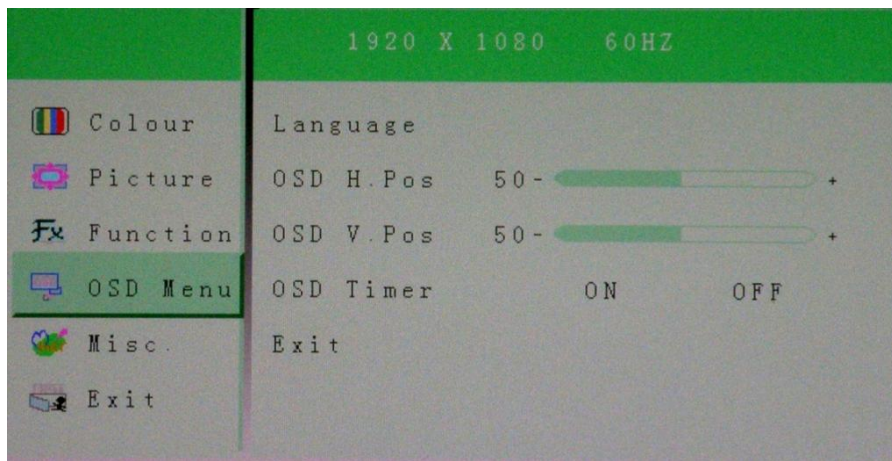 1920 X 1080 60HZ
Colour
Picture
Function
OSD Menu
Misc.
Exit
Language
OSD H.Pos 50 - +
OSD V.Pos 50 - +
OSD Timer ON OFF
Exit